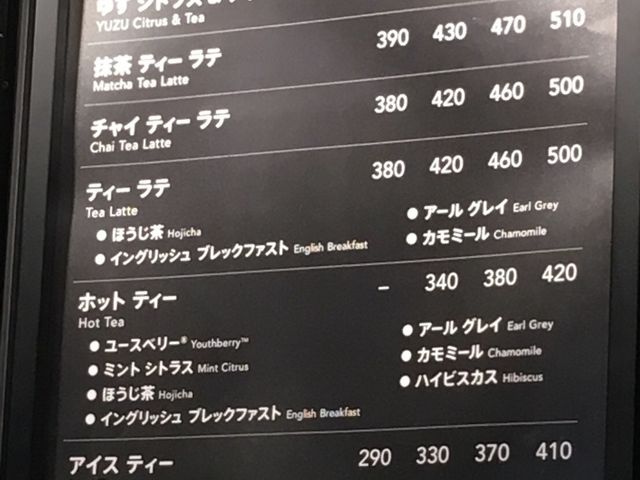 ゆず シトラス &
YUZU Citrus & Tea
抹茶 ティー ラテ 390 430 470 510
Matcha Tea Latte
チャイ ティー ラテ 380 420 460 500
Chai Tea Latte
ティー ラテ 380 420 460 500
Tea Latte
● ほうじ茶 Hojicha ● アール グレイ Earl Grey
● イングリッシュ ブレックファスト English Breakfast ● カモミール Chamomile
ホット ティー – 340 380 420
Hot Tea
● ユースベリー® Youthberry™ ● アール グレイ Earl Grey
● ミント シトラス Mint Citrus ● カモミール Chamomile
● ほうじ茶 Hojicha ● ハイビスカス Hibiscus
● イングリッシュ ブレックファスト English Breakfast
アイス ティー 290 330 370 410